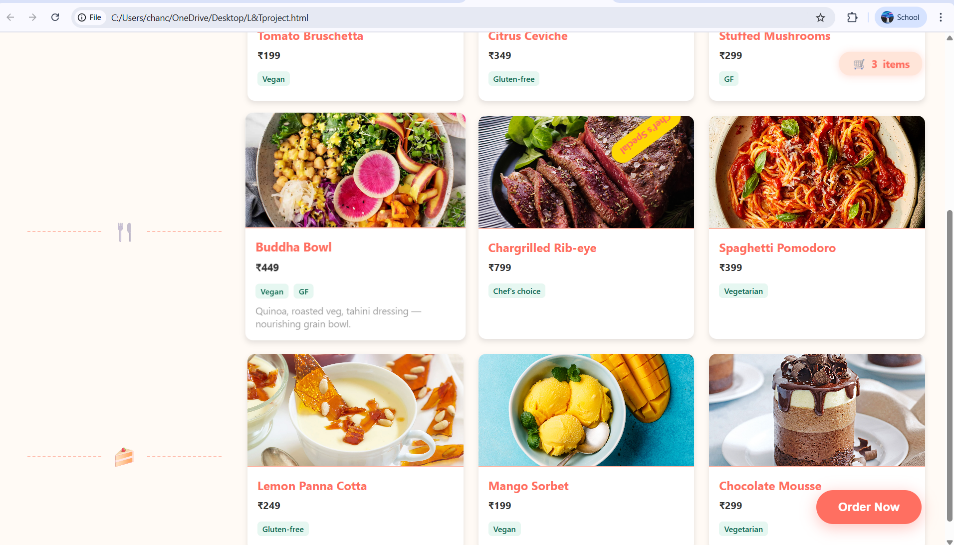 File
C:/Users/chanc/OneDrive/Desktop/L&Tproject.html
School
Tomato Bruschetta
₹199
Vegan
Citrus Ceviche
₹349
Gluten-free
Stuffed Mushrooms
₹299
GF
3 items
Buddha Bowl
₹449
Vegan GF
Quinoa, roasted veg, tahini dressing —
nourishing grain bowl.
Chef's Special
Chargrilled Rib-eye
₹799
Chef's choice
Spaghetti Pomodoro
₹399
Vegetarian
Lemon Panna Cotta
₹249
Gluten-free
Mango Sorbet
₹199
Vegan
Chocolate Mousse
₹299
Vegetarian
Order Now